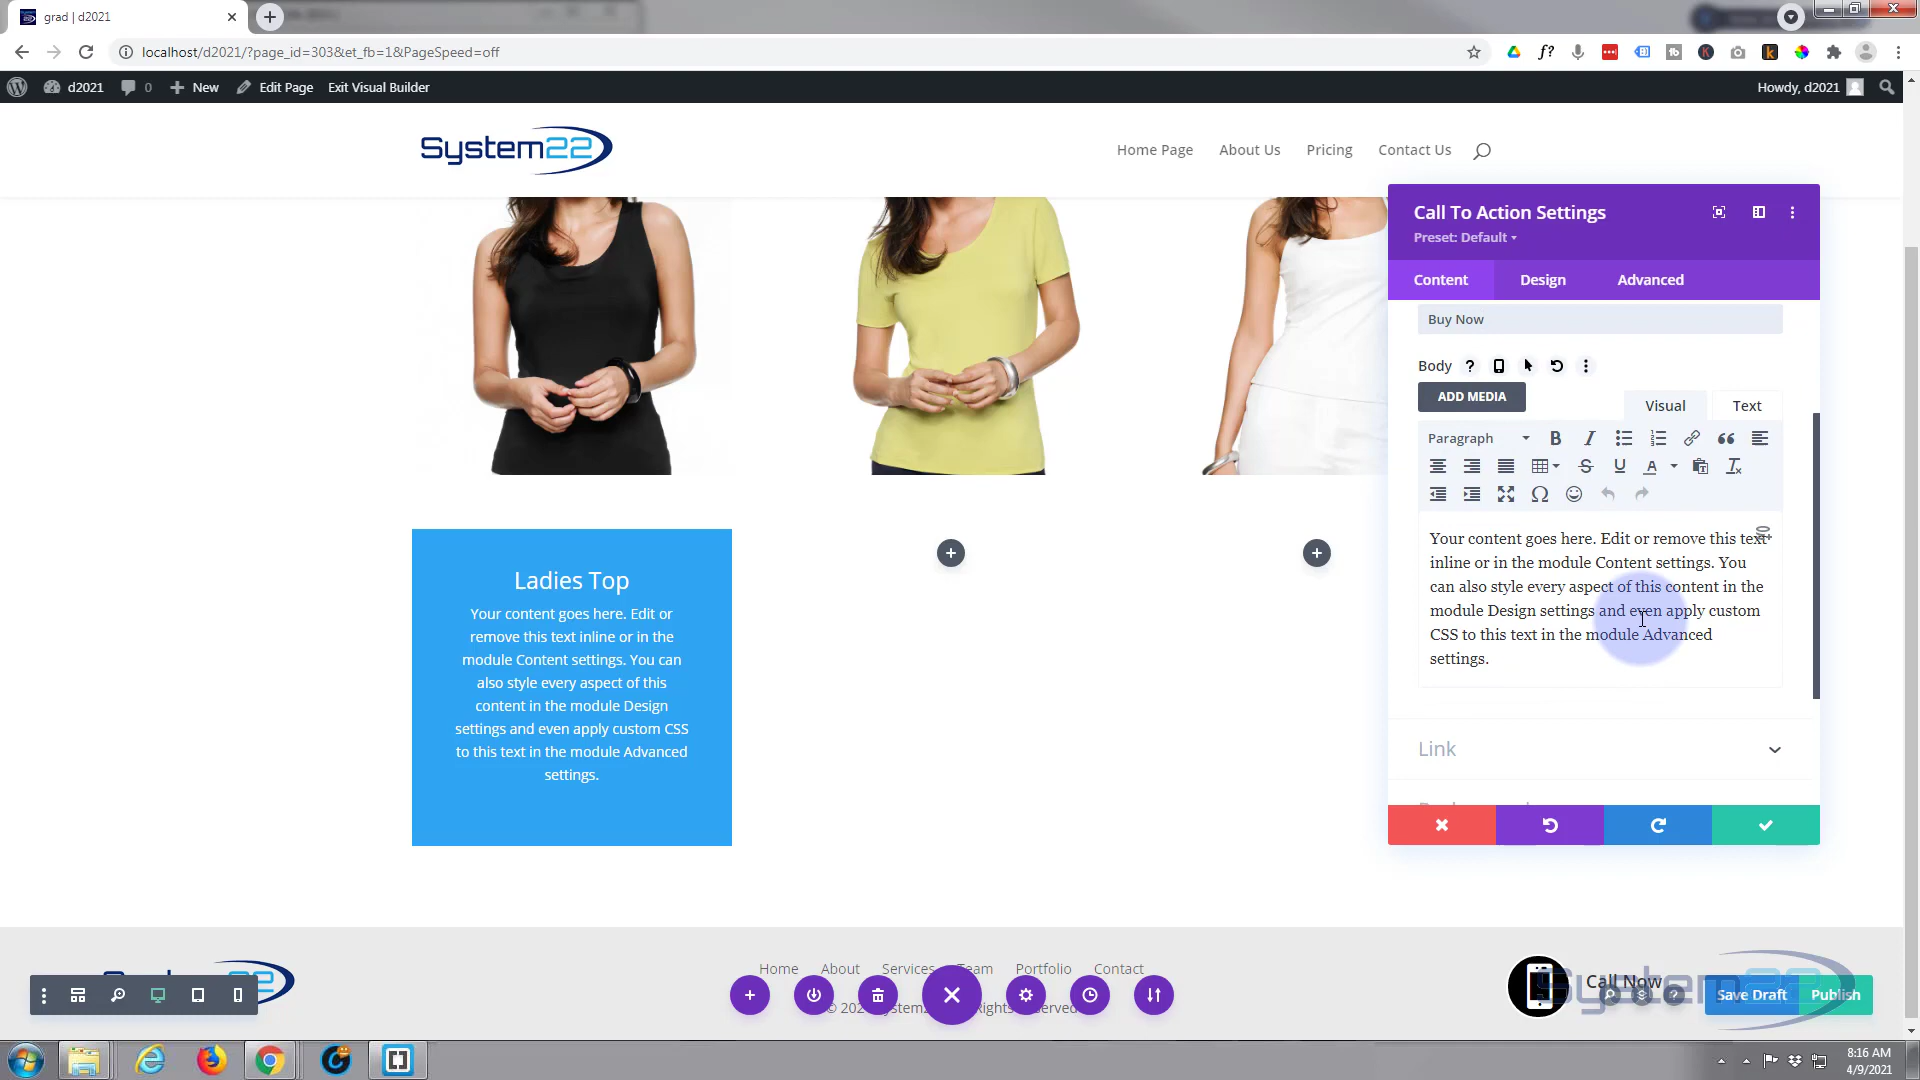 grad | d2021
localhost/d2021/?page_id=303&et_fb=1&PageSpeed=off
d2021 0 New Edit Page Exit Visual Builder Howdy, d2021
System22
Home Page About Us Pricing Contact Us
Call To Action Settings
Preset: Default
Content Design Advanced
Buy Now
Body
ADD MEDIA
Visual Text
Paragraph
Your content goes here. Edit or remove this text
inline or in the module Content settings. You
can also style every aspect of this content in the
module Design settings and even apply custom
CSS to this text in the module Advanced
settings.
Link
Ladies Top
Your content goes here. Edit or
remove this text inline or in the
module Content settings. You can
also style every aspect of this
content in the module Design
settings and even apply custom CSS
to this text in the module Advanced
settings.
Home About Services Team Portfolio Contact
Call Now
System22
Save Draft Publish
8:16 AM
4/9/2021